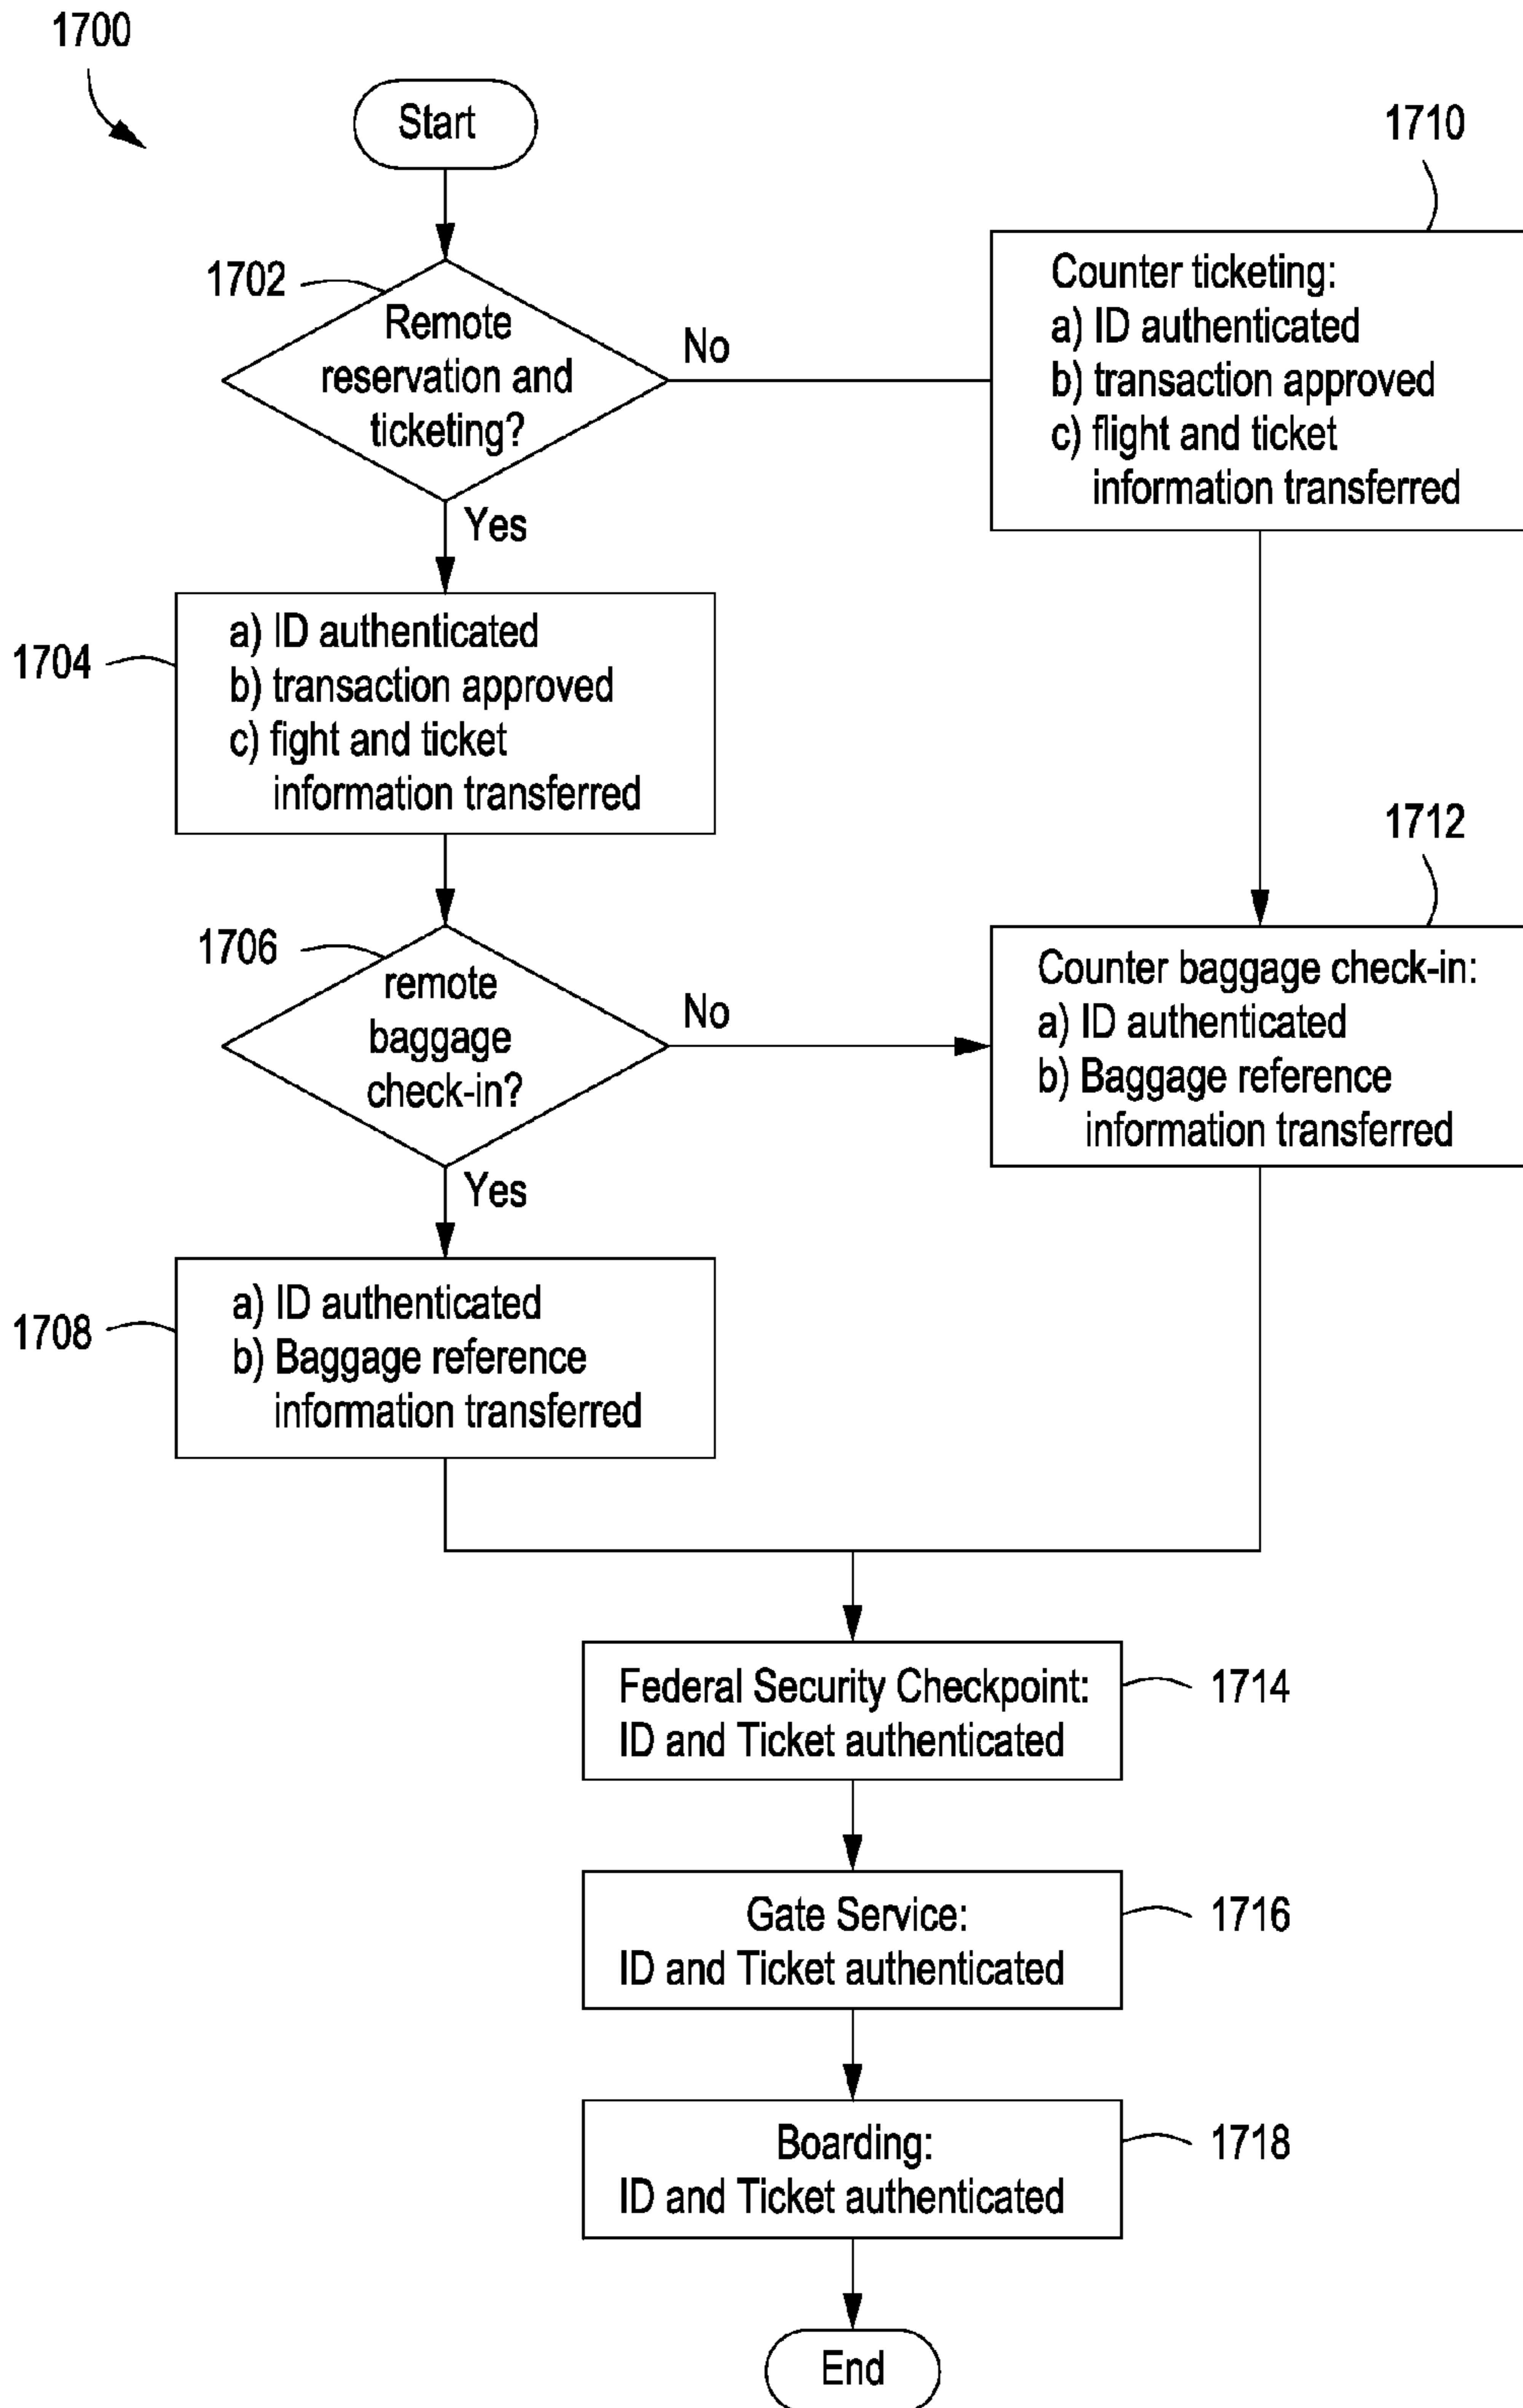 1700
Start
1702
Remote
reservation and
ticketing?
No
Yes
1710
Counter ticketing:
a) ID authenticated
b) transaction approved
c) flight and ticket
information transferred
1704
a) ID authenticated
b) transaction approved
c) fight and ticket
information transferred
1706
remote
baggage
check-in?
No
Yes
1712
Counter baggage check-in:
a) ID authenticated
b) Baggage reference
information transferred
1708
a) ID authenticated
b) Baggage reference
information transferred
Federal Security Checkpoint:
ID and Ticket authenticated
1714
Gate Service:
ID and Ticket authenticated
1716
Boarding:
ID and Ticket authenticated
1718
End